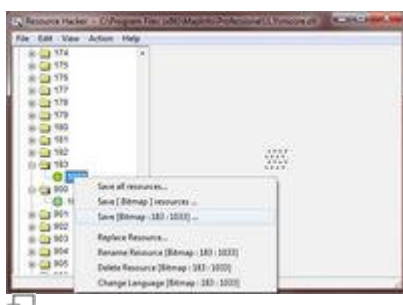 Resource Hacker - C:\Program Files (x86)\MapInfo\Professional
File Edit View Action Help
174
175
176
177
178
179
180
181
182
183
900
901
902
903
904
905
Save all resources...
Save [ Bitmap ] resources ...
Save [Bitmap : 183 : 1033] ...
Replace Resource...
Rename Resource [Bitmap : 183 : 1033]
Delete Resource [Bitmap : 183 : 1033]
Change Language [Bitmap : 183 : 1033]